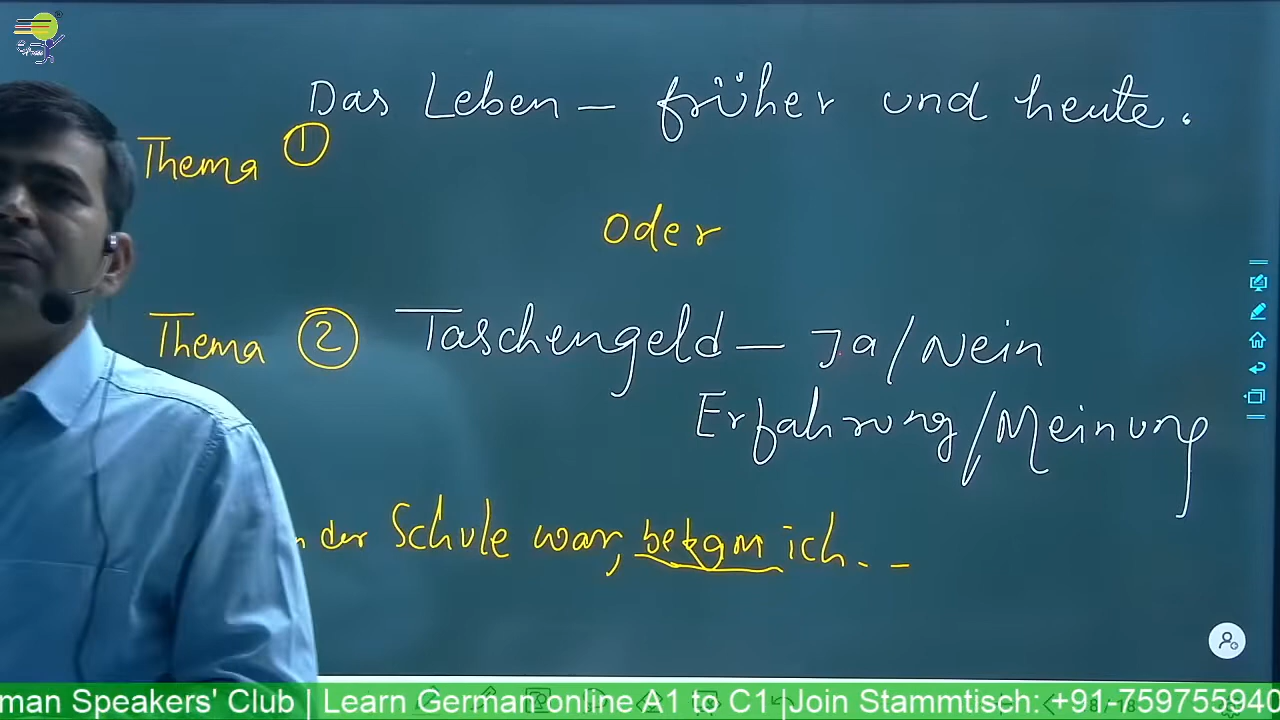 Das Leben – früher und heute.
Thema ①
Oder
Thema ② Taschengeld – Ja/Nein
Erfahrung/Meinung
n der Schule war, bekam ich. . –
man Speakers' Club | Learn German online A1 to C1 |Join Stammtisch: +91-759755940
18